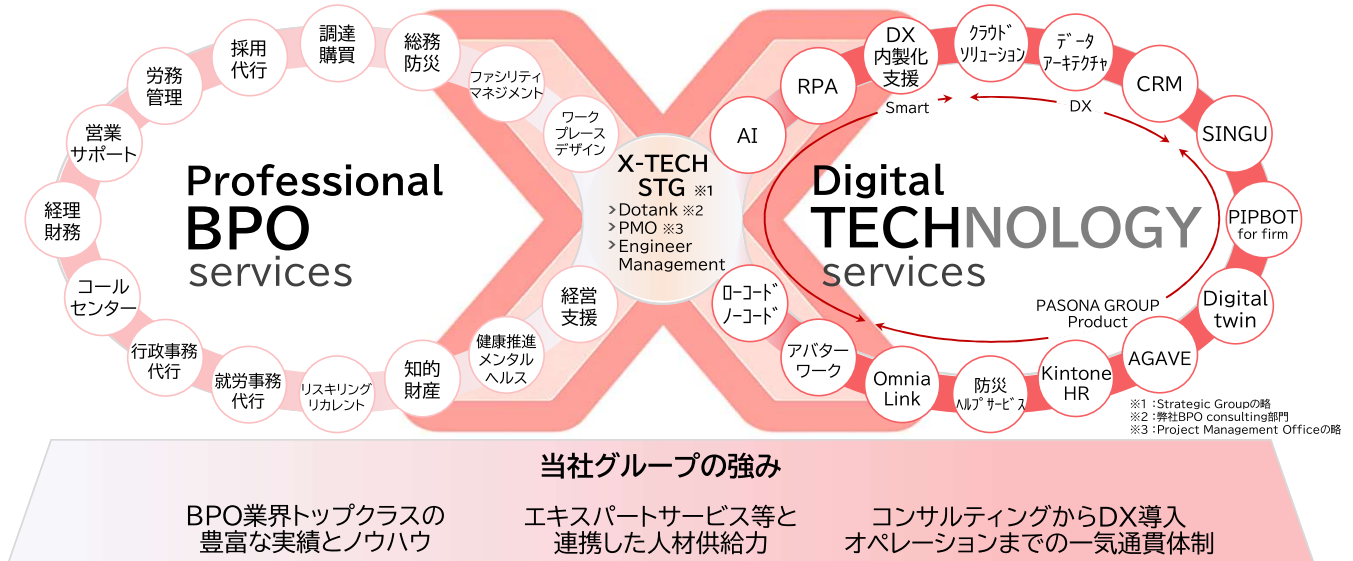 Professional
BPO
services
ワーク
プレース
デザイン
ファシリティ
マネジメント
総務
防災
調達
購買
採用
代行
労務
管理
営業
サポート
経理
財務
コール
センター
行政事務
代行
就労事務
代行
リスキリング
リカレント
知的
財産
健康推進
メンタル
ヘルス
経営
支援
X-TECH
STG ※1
Dotank ※2
PMO ※3
Engineer
Management
Digital
TECHNOLOGY
services
AI
RPA
DX
内製化
支援
ｸﾗｳﾄﾞ
ｿﾘｭｰｼｮﾝ
ﾃﾞｰﾀ
ｱｰｷﾃｸﾁｬ
CRM
SINGU
PIPBOT
for firm
Digital
twin
AGAVE
Kintone
HR
防災
ﾍﾙﾌﾟｻｰﾋﾞｽ
Omnia
Link
アバター
ワーク
ﾛｰｺｰﾄﾞ
ﾉｰｺｰﾄﾞ
Smart
DX
PASONA GROUP
Product
※1：Strategic Groupの略
※2：弊社BPO consulting部門
※3：Project Management Officeの略
当社グループの強み
BPO業界トップクラスの
豊富な実績とノウハウ
エキスパートサービス等と
連携した人材供給力
コンサルティングからDX導入
オペレーションまでの一気通貫体制